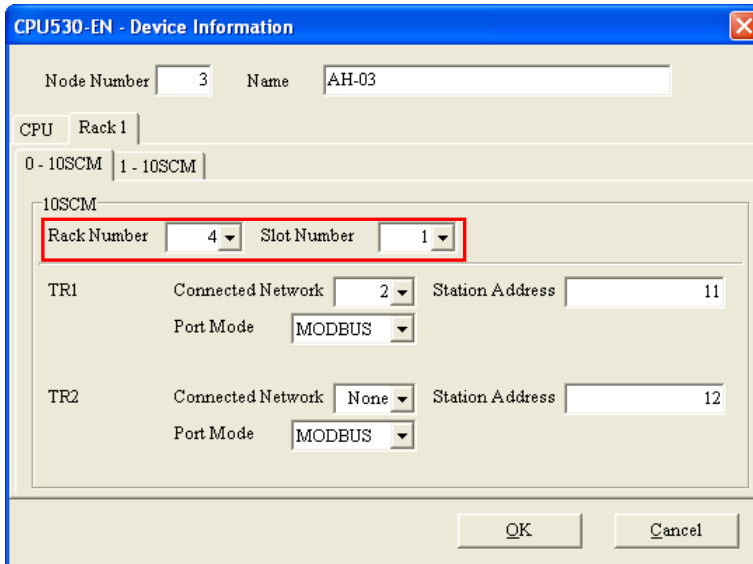 CPU530-EN - Device Information
Node Number 3 Name AH-03
CPU Rack 1
0 - 10SCM 1 - 10SCM
10SCM
Rack Number 4 Slot Number 1
TR1 Connected Network 2 Station Address 11
Port Mode MODBUS
TR2 Connected Network None Station Address 12
Port Mode MODBUS
OK Cancel